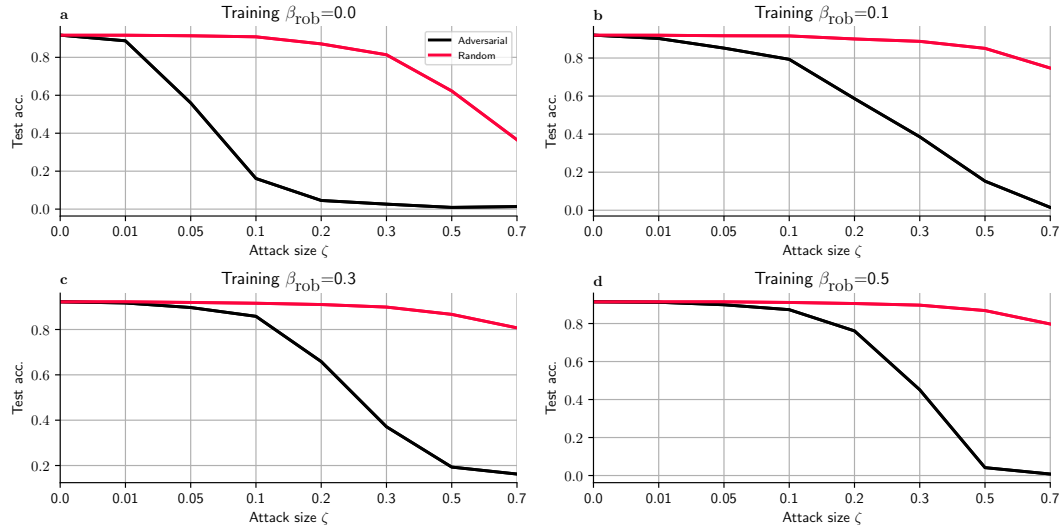 a
Training β_rob=0.0
Test acc.
0.8
0.6
0.4
0.2
0.0
Adversarial
Random
0.0 0.01 0.05 0.1 0.2 0.3 0.5 0.7
Attack size ζ
b
Training β_rob=0.1
Test acc.
0.8
0.6
0.4
0.2
0.0
0.0 0.01 0.05 0.1 0.2 0.3 0.5 0.7
Attack size ζ
c
Training β_rob=0.3
Test acc.
0.8
0.6
0.4
0.2
0.0 0.01 0.05 0.1 0.2 0.3 0.5 0.7
Attack size ζ
d
Training β_rob=0.5
Test acc.
0.8
0.6
0.4
0.2
0.0
0.0 0.01 0.05 0.1 0.2 0.3 0.5 0.7
Attack size ζ